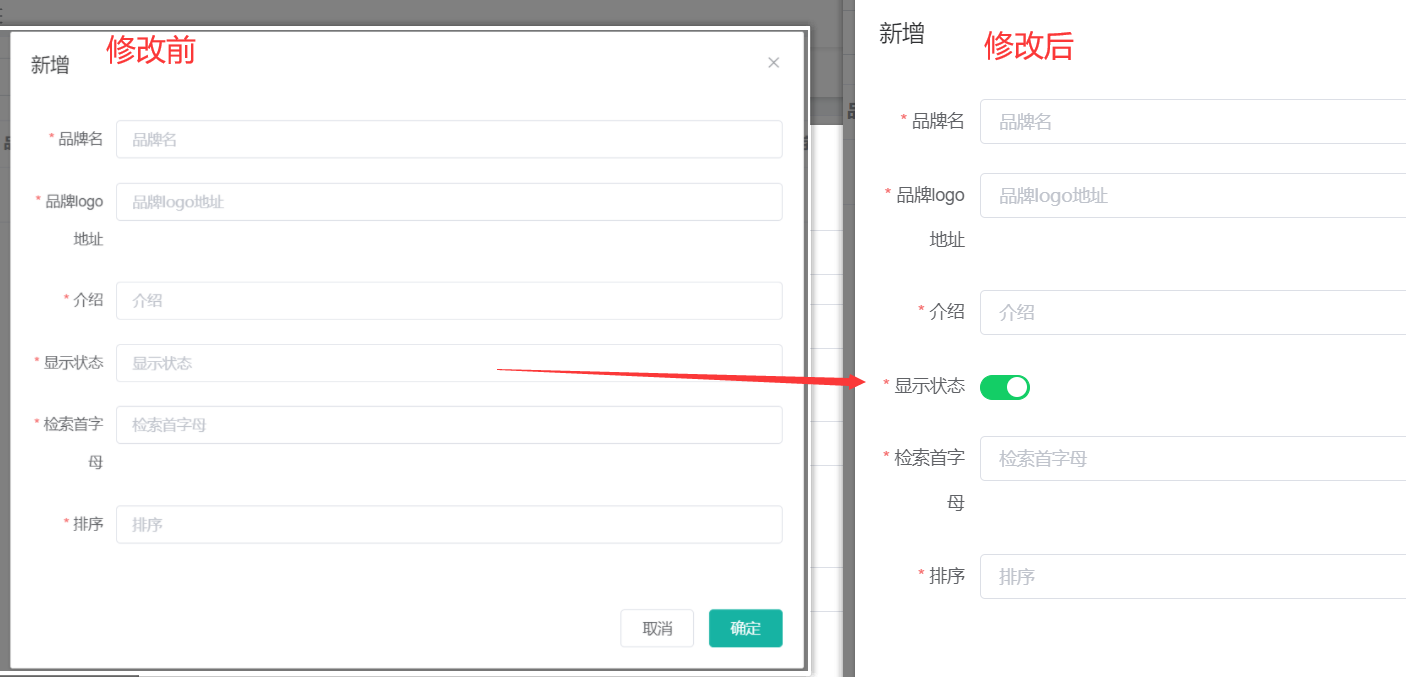 新增
修改前
* 品牌名
品牌名
* 品牌logo
地址
品牌logo地址
* 介绍
介绍
* 显示状态
显示状态
* 检索首字
母
检索首字母
* 排序
排序
取消
确定
新增
修改后
* 品牌名
品牌名
* 品牌logo
地址
品牌logo地址
* 介绍
介绍
* 显示状态
* 检索首字
母
检索首字母
* 排序
排序